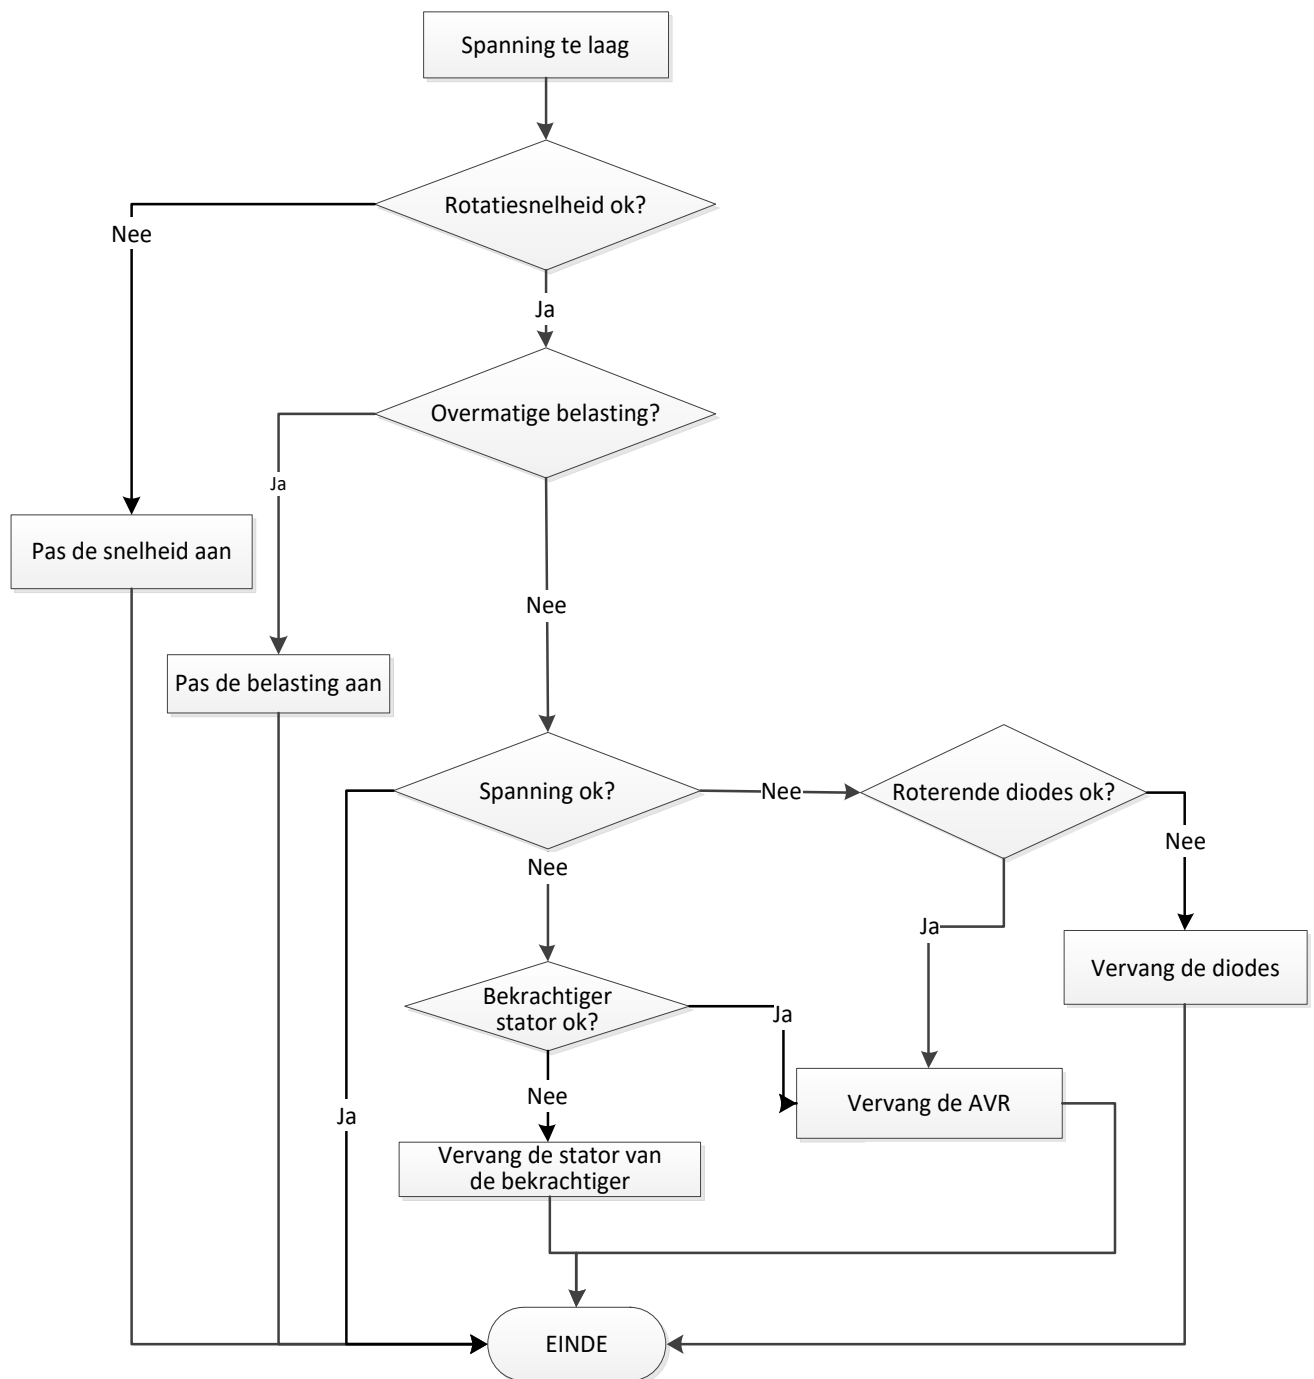 Spanning te laag
Rotatiesnelheid ok?
Nee
Ja
Overmatige belasting?
Ja
Pas de snelheid aan
Nee
Pas de belasting aan
Spanning ok?
Nee
Roterende diodes ok?
Nee
Nee
Ja
Vervang de diodes
Bekrachtiger
stator ok?
Ja
Nee
Vervang de AVR
Ja
Vervang de stator van
de bekrachtiger
EINDE